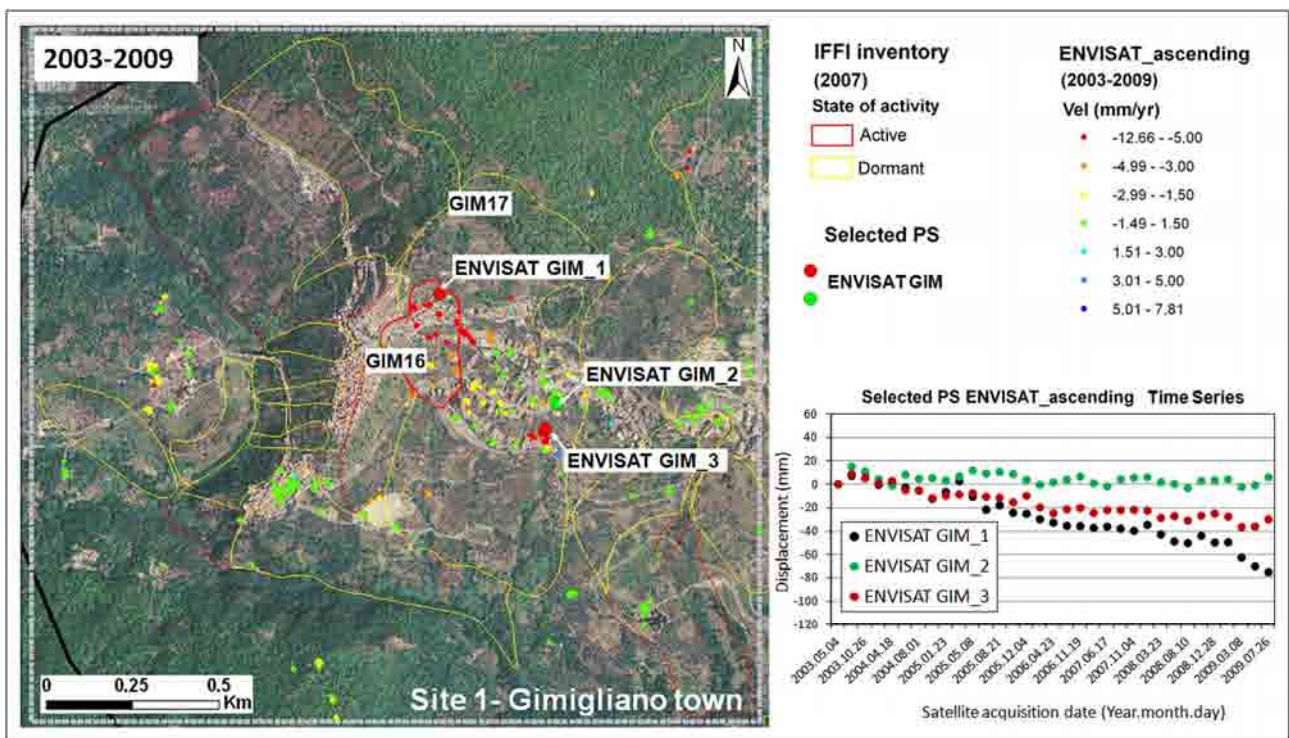 2003-2009
N
GIM17
ENVISAT GIM_1
GIM16
ENVISAT GIM_2
ENVISAT GIM_3
0 0.25 0.5
Km
Site 1- Gimigliano town
IFFI inventory
(2007)
State of activity
Active
Dormant
Selected PS
ENVISAT GIM
ENVISAT_ascending
(2003-2009)
Vel (mm/yr)
-12.66 - -5.00
-4.99 - -3.00
-2.99 - -1.50
-1.49 - 1.50
1.51 - 3.00
3.01 - 5.00
5.01 - 7.81
Selected PS ENVISAT_ascending Time Series
Displacement (mm)
60
40
20
0
-20
-40
-60
-80
-100
-120
ENVISAT GIM_1
ENVISAT GIM_2
ENVISAT GIM_3
2003.05.04
2003.10.26
2004.04.18
2004.08.01
2005.01.23
2005.05.08
2005.08.21
2005.12.04
2006.04.23
2006.11.19
2007.06.17
2007.11.04
2008.03.23
2008.08.10
2008.12.28
2009.03.08
2009.07.26
Satellite acquisition date (Year.month.day)